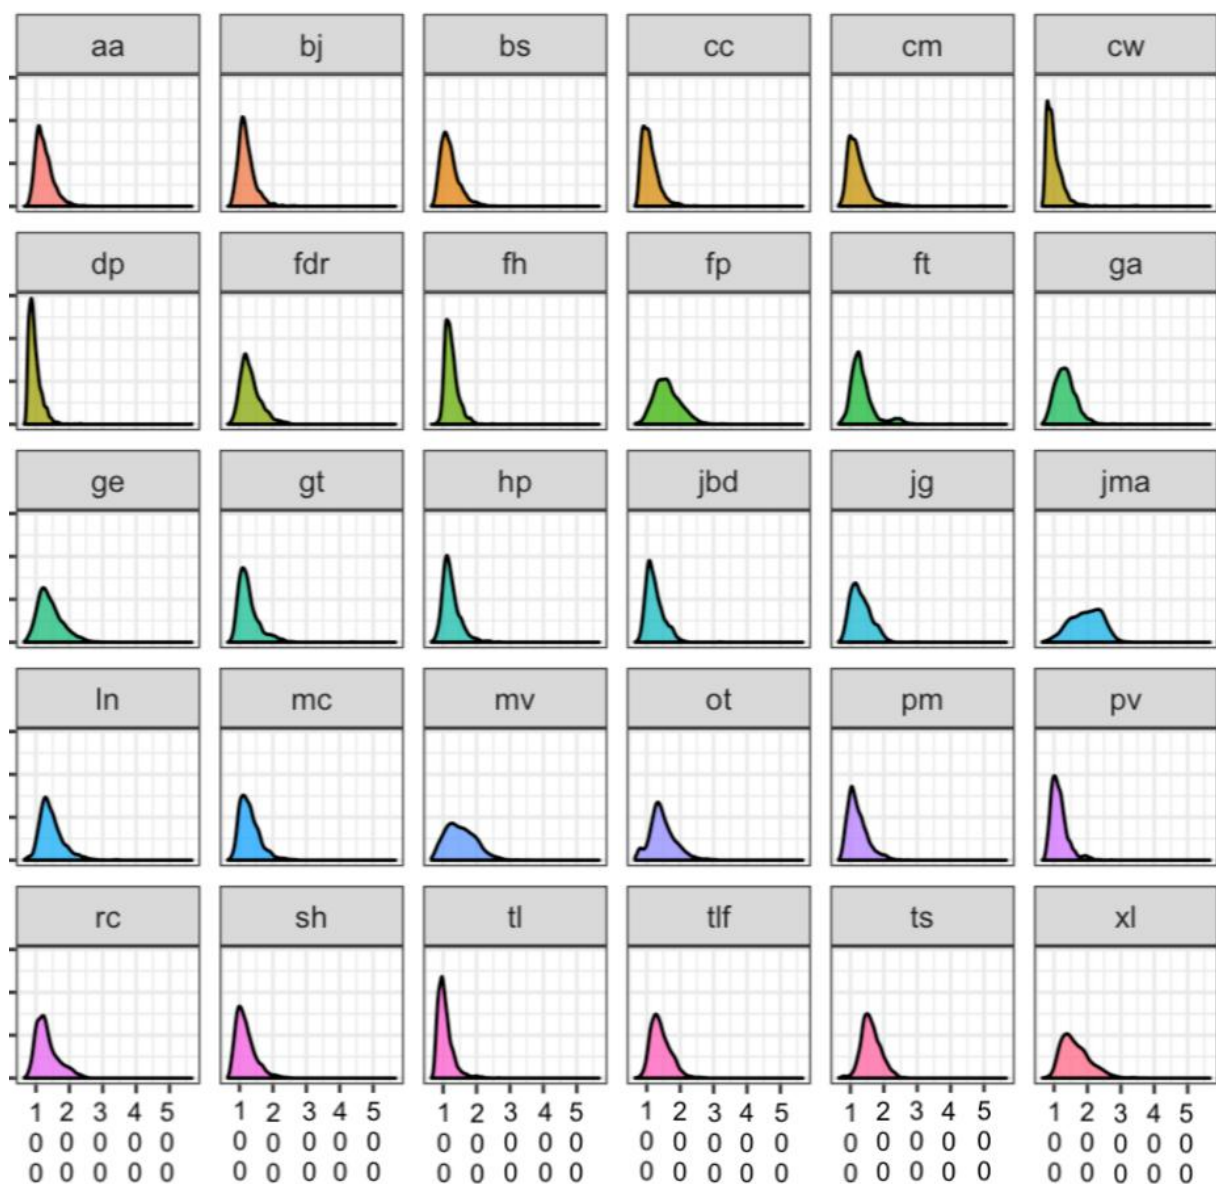 aa bj bs cc cm cw
dp fdr fh fp ft ga
ge gt hp jbd jg jma
ln mc mv ot pm pv
rc sh tl tlf ts xl
1 2 3 4 5 1 2 3 4 5 1 2 3 4 5 1 2 3 4 5 1 2 3 4 5 1 2 3 4 5
0 0 0 0 0 0 0 0 0 0 0 0 0 0 0 0 0 0 0 0 0 0 0 0 0 0 0 0 0 0
0 0 0 0 0 0 0 0 0 0 0 0 0 0 0 0 0 0 0 0 0 0 0 0 0 0 0 0 0 0